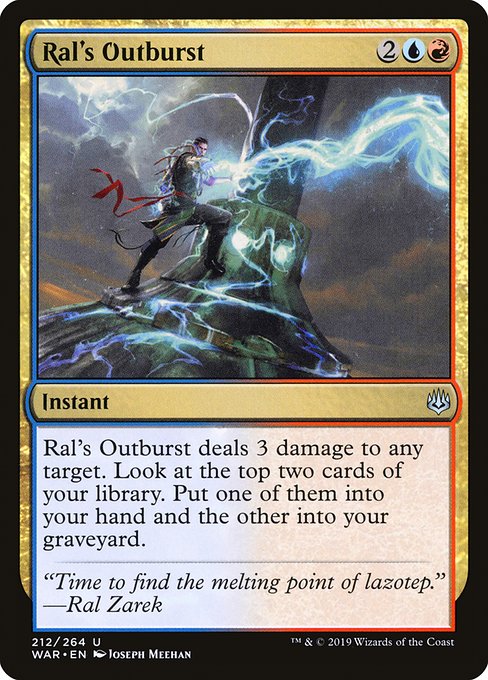 Ral's Outburst 2
Instant
Ral's Outburst deals 3 damage to any
target. Look at the top two cards of
your library. Put one of them into
your hand and the other into your
graveyard.
“Time to find the melting point of lazotep.”
—Ral Zarek
212/264 U
™ & © 2019 Wizards of the Coast
WAR • EN Joseph Meehan